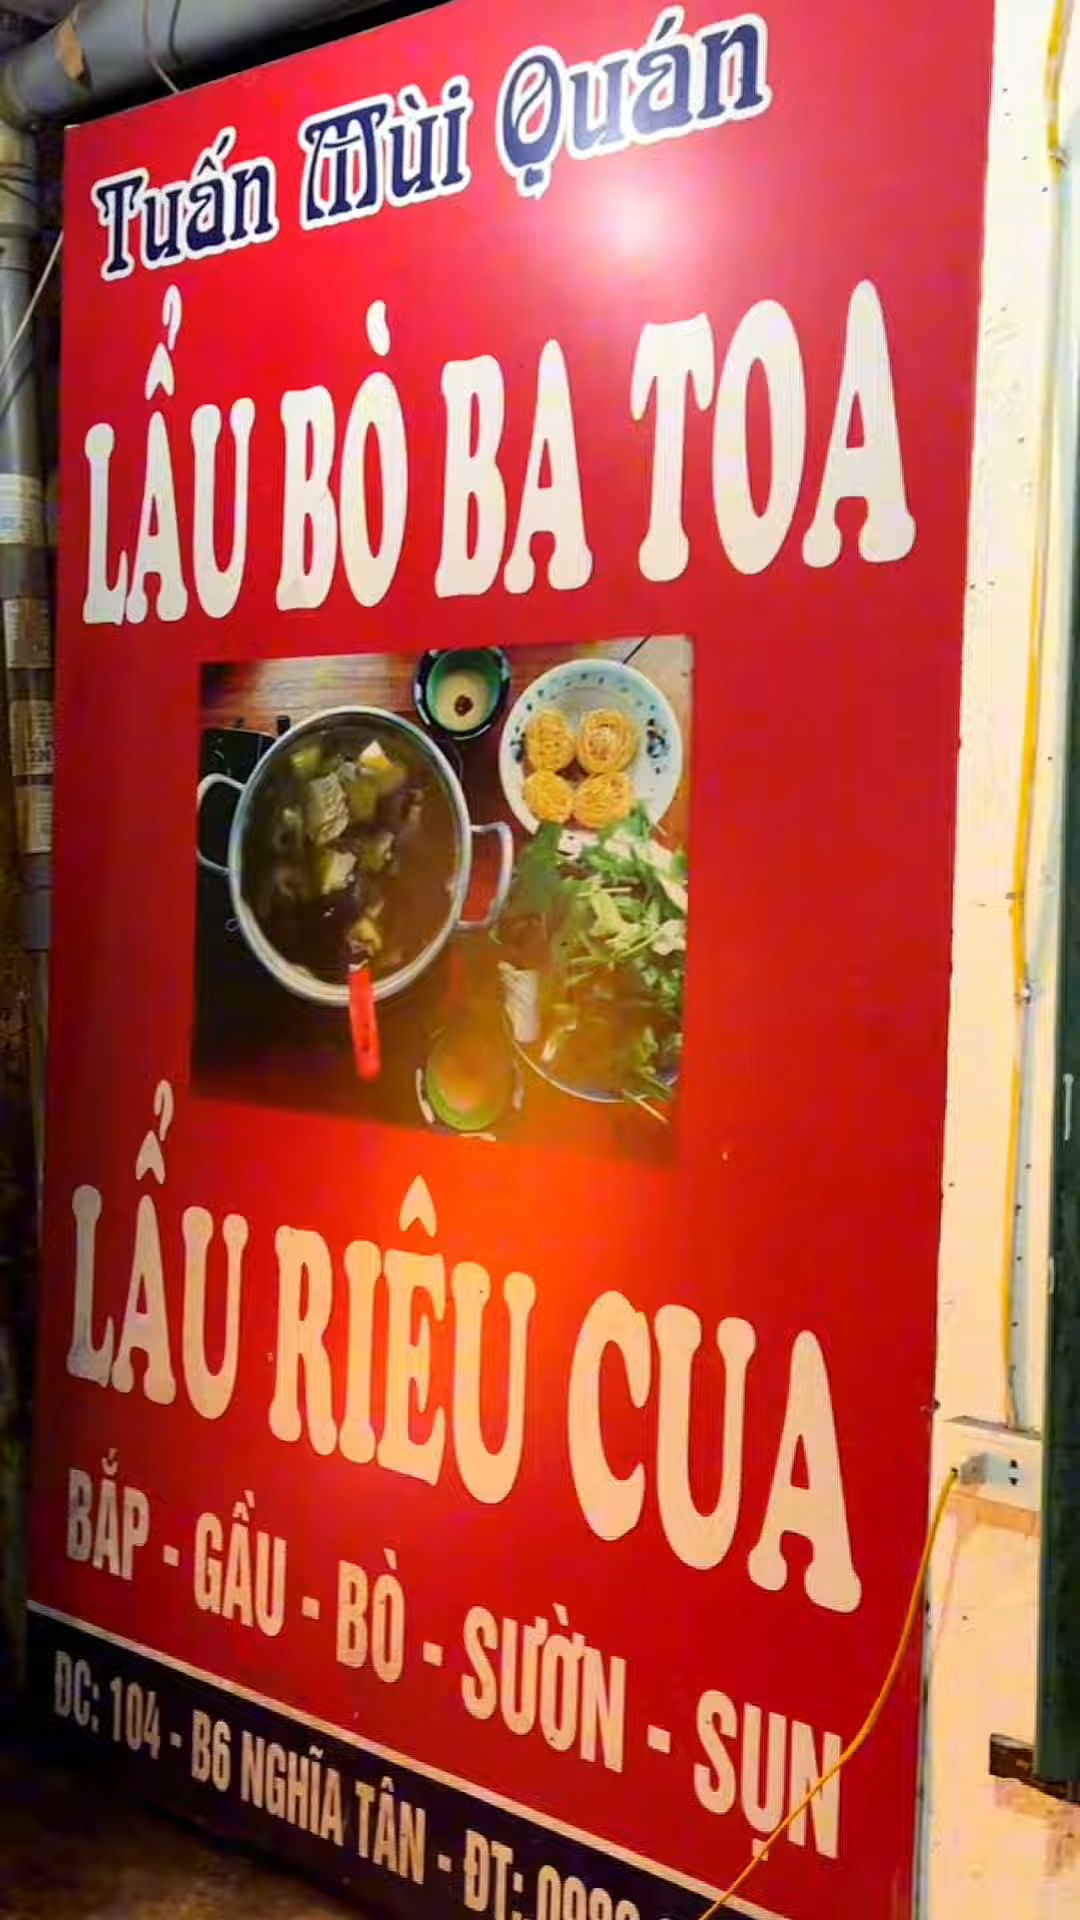 Tuấn Mùi Quán
LẨU BÒ BA TOA
LẨU RIÊU CUA
BẮP - GẦU - BÒ - SƯỜN - SỤN
ĐC: 104 - B6 NGHĨA TÂN - ĐT: